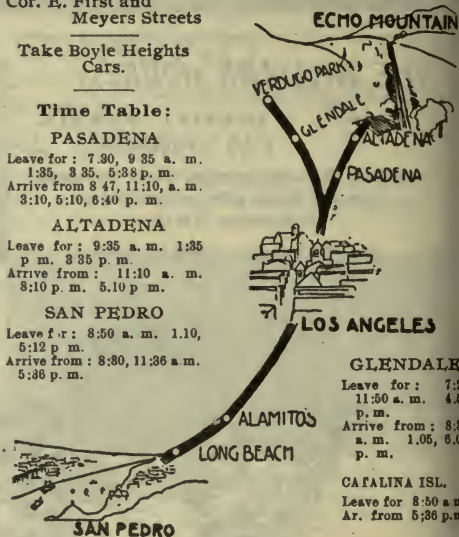 Cor. E. First and
Meyers Streets
Take Boyle Heights
Cars.
Time Table:
PASADENA
Leave for: 7.30, 9 35 a. m.
1:35, 3 35, 5:38 p. m.
Arrive from 8 47, 11:10, a. m.
3:10, 5:10, 6:40 p. m.
ALTADENA
Leave for: 9:35 a. m. 1:35
p m. 3 35 p. m.
Arrive from: 11:10 a. m.
8:10 p. m. 5.10 p m.
SAN PEDRO
Leave for: 8:50 a. m. 1.10,
5:12 p m.
Arrive from: 8:30, 11,36 a.m.
5:36 p. m.
ECHO MOUNTAIN
VERDUGO PARK
GLENDALE
ALTADENA
PASADENA
LOS ANGELES
ALAMITOS
LONG BEACH
SAN PEDRO
GLENDALE
Leave for:
11:50 a. m.
p. m.
Arrive from:
a. m. 1.05,
p. m.
CATALINA ISL.
Leave for 8:50 a
Ar. from 5;36 p.m